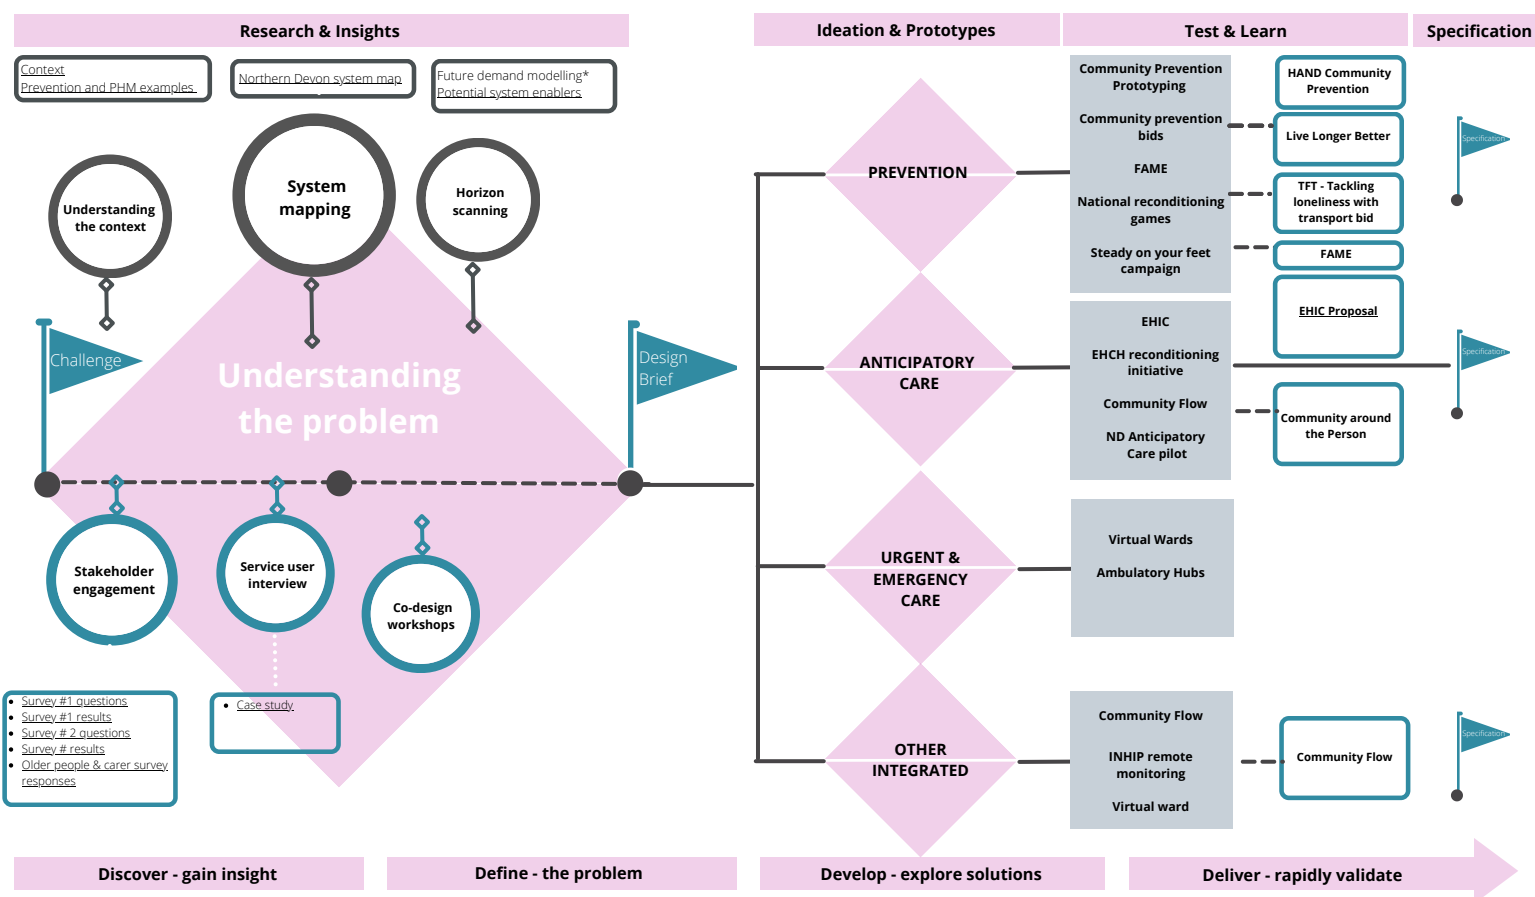 Research & Insights
Ideation & Prototypes
Test & Learn
Specification
Context
Prevention and PHM examples
Northern Devon system map
Future demand modelling*
Potential system enablers
Understanding
the context
System
mapping
Horizon
scanning
Challenge
Understanding
the problem
Design
Brief
Stakeholder
engagement
Service user
interview
Co-design
workshops
Survey #1 questions
Survey #1 results
Survey # 2 questions
Survey # results
Older people & carer survey
responses
Case study
PREVENTION
Community Prevention
Prototyping
Community prevention
bids
FAME
National reconditioning
games
Steady on your feet
campaign
HAND Community
Prevention
Live Longer Better
TFT - Tackling
loneliness with
transport bid
FAME
EHIC Proposal
Specification
ANTICIPATORY
CARE
EHIC
EHCH reconditioning
initiative
Community Flow
ND Anticipatory
Care pilot
Community around
the Person
Specification
URGENT &
EMERGENCY
CARE
Virtual Wards
Ambulatory Hubs
OTHER
INTEGRATED
Community Flow
INHIP remote
monitoring
Virtual ward
Community Flow
Specification
Discover - gain insight
Define - the problem
Develop - explore solutions
Deliver - rapidly validate